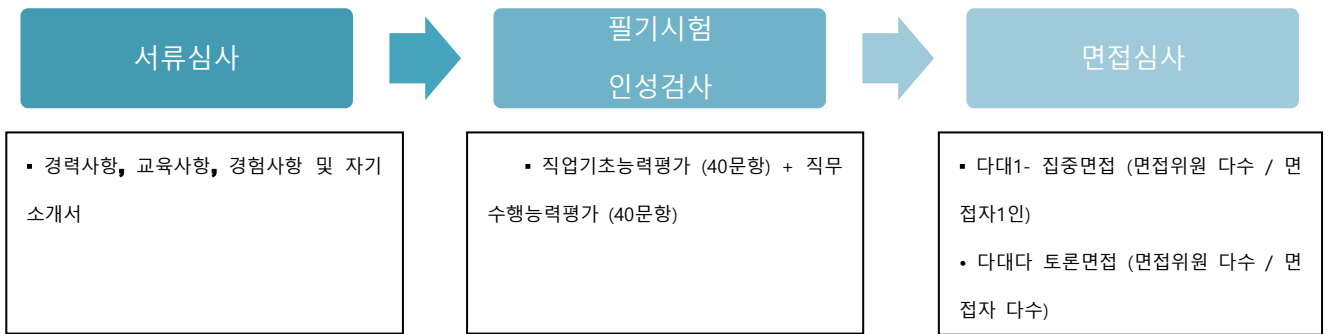 서류심사
필기시험
인성검사
면접심사
▪ 경력사항, 교육사항, 경험사항 및 자기
소개서
▪ 직업기초능력평가 (40문항) + 직무
수행능력평가 (40문항)
▪ 다대1- 집중면접 (면접위원 다수 / 면
접자1인)
• 다대다 토론면접 (면접위원 다수 / 면
접자 다수)